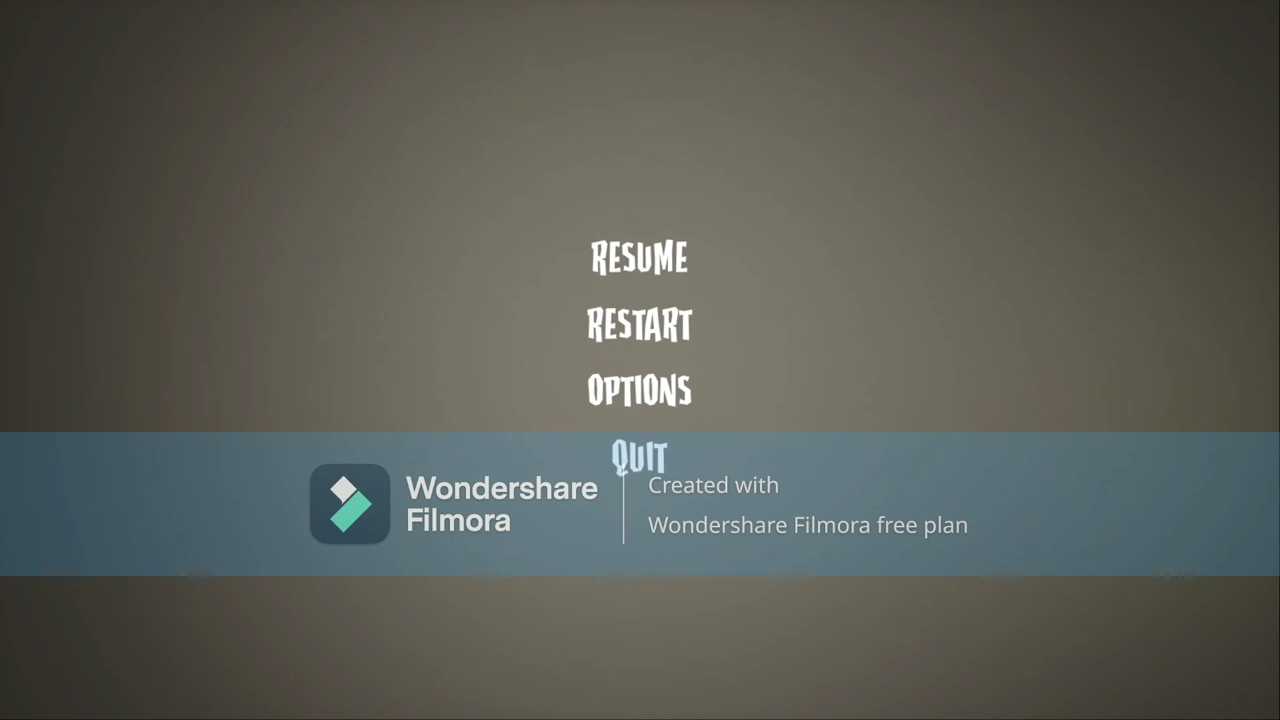 RESUME
RESTART
OPTIONS
QUIT
Wondershare
Filmora
Created with
Wondershare Filmora free plan